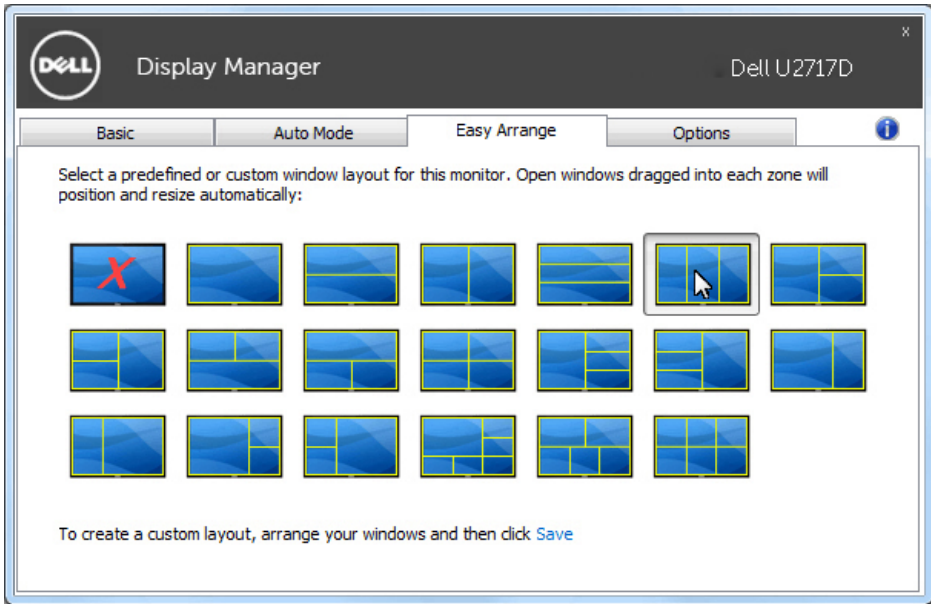 x
DELL
Display Manager
Dell U2717D
Basic Auto Mode Easy Arrange Options i
Select a predefined or custom window layout for this monitor. Open windows dragged into each zone will
position and resize automatically:
X
To create a custom layout, arrange your windows and then click Save